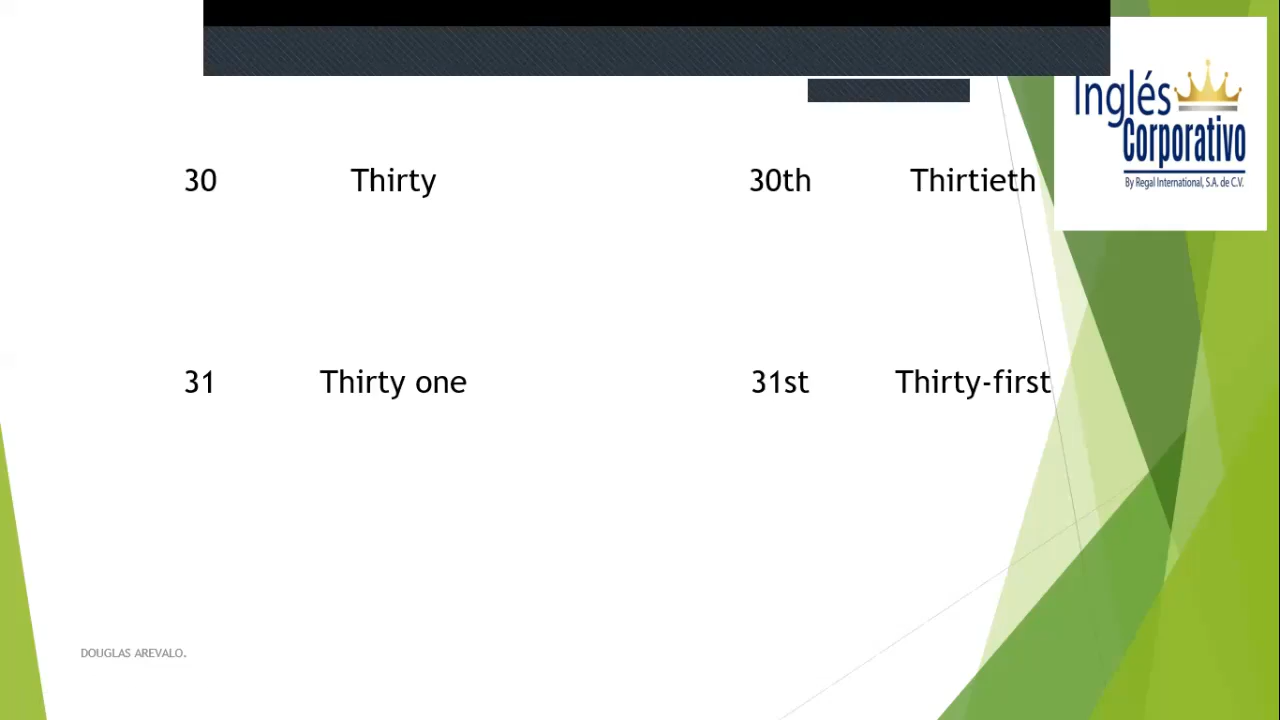 Inglés
Corporativo
By Regal International, S.A. de C.V.
30 Thirty 30th Thirtieth
31 Thirty one 31st Thirty-first
DOUGLAS AREVALO.